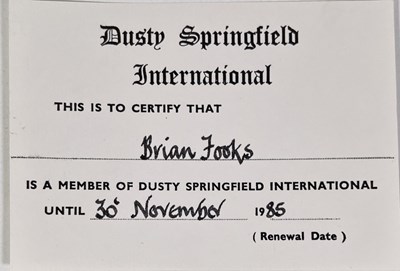 Dusty Springfield
International
THIS IS TO CERTIFY THAT
Brian Fooks
IS A MEMBER OF DUSTY SPRINGFIELD INTERNATIONAL
UNTIL 30 November 1985
( Renewal Date )